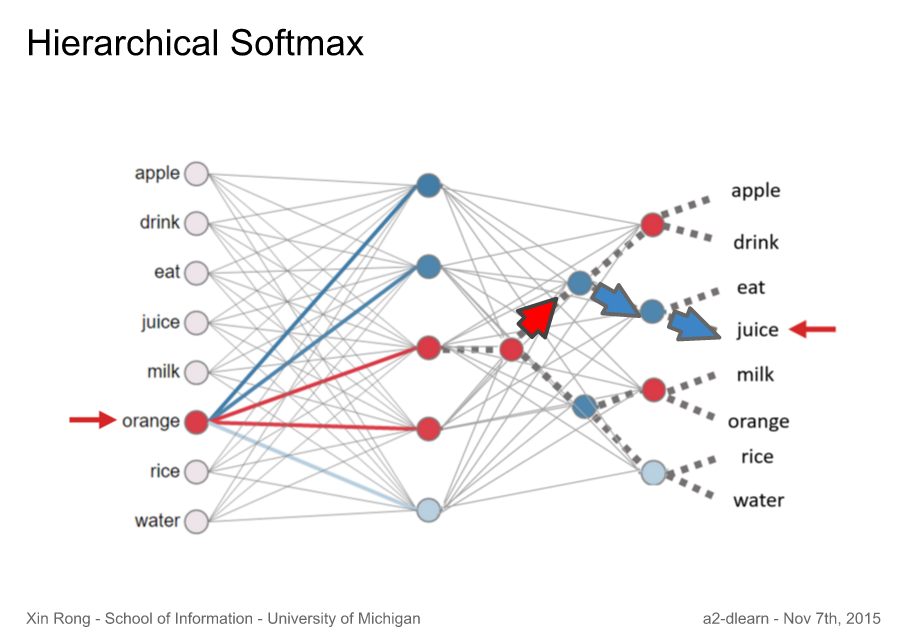 Hierarchical Softmax
apple
drink
eat
juice
milk
orange
rice
water
apple
drink
eat
juice
milk
orange
rice
water
Xin Rong - School of Information - University of Michigan
a2-dlearn - Nov 7th, 2015